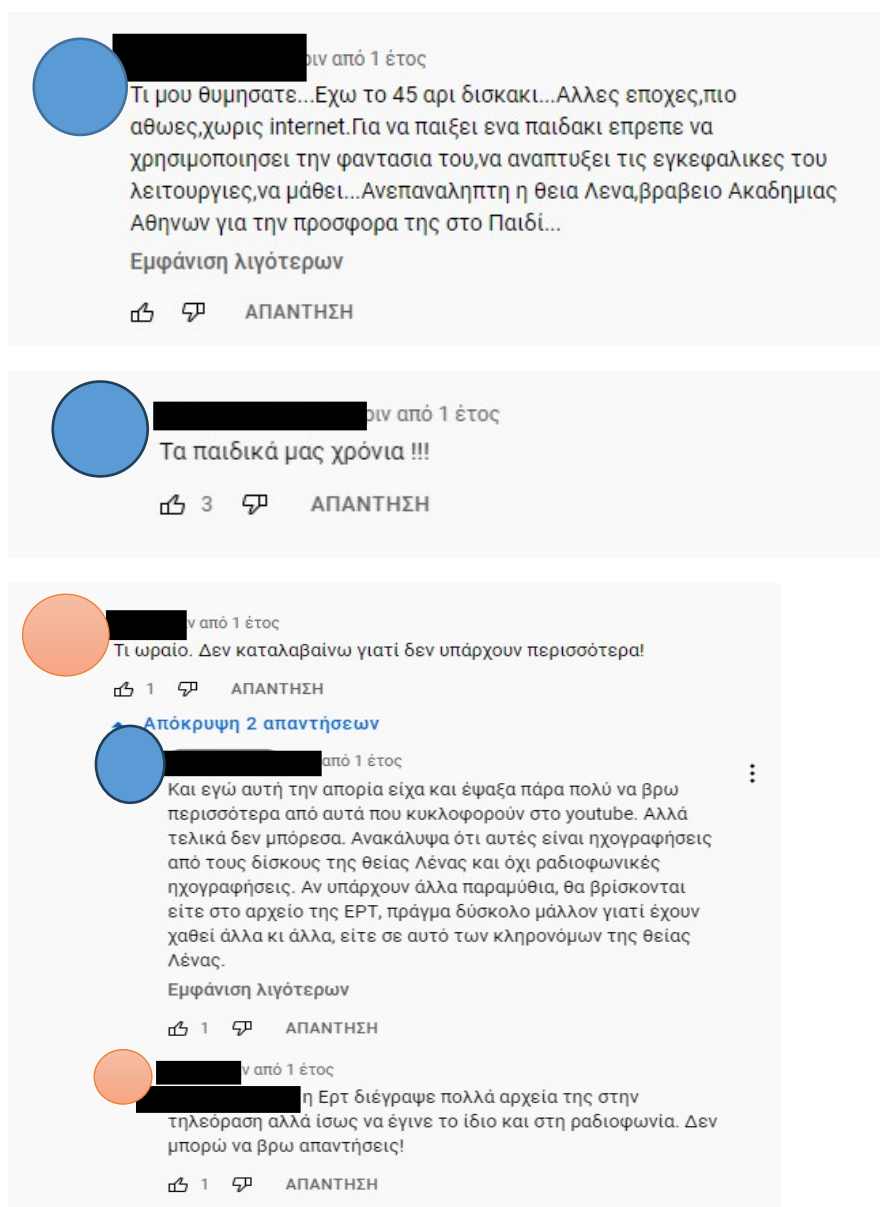 από 1 έτος
Τι μου θυμησατε...Εχω το 45 αρι δισκακι...Αλλες εποχες,πιο
αθωες,χωρις internet.Για να παιξει ενα παιδακι επρεπε να
χρησιμοποιησει την φαντασια του,να αναπτυξει τις εγκεφαλικες του
λειτουργιες,να μάθει...Ανεπαναληπτη η θεια Λενα,βραβειο Ακαδημιας
Αθηνων για την προσφορα της στο Παιδί...
Εμφάνιση λιγότερων
ΑΠΑΝΤΗΣΗ
από 1 έτος
Τα παιδικά μας χρόνια !!!
3 ΑΠΑΝΤΗΣΗ
από 1 έτος
Τι ωραίο. Δεν καταλαβαίνω γιατί δεν υπάρχουν περισσότερα!
1 ΑΠΑΝΤΗΣΗ
Απόκρυψη 2 απαντήσεων
από 1 έτος
Και εγώ αυτή την απορία είχα και έψαξα πάρα πολύ να βρω
περισσότερα από αυτά που κυκλοφορούν στο youtube. Αλλά
τελικά δεν μπόρεσα. Ανακάλυψα ότι αυτές είναι ηχογραφήσεις
από τους δίσκους της θείας Λένας και όχι ραδιοφωνικές
ηχογραφήσεις. Αν υπάρχουν άλλα παραμύθια, θα βρίσκονται
είτε στο αρχείο της ΕΡΤ, πράγμα δύσκολο μάλλον γιατί έχουν
χαθεί άλλα κι άλλα, είτε σε αυτό των κληρονόμων της θείας
Λένας.
Εμφάνιση λιγότερων
1 ΑΠΑΝΤΗΣΗ
από 1 έτος
η Ερτ διέγραψε πολλά αρχεία της στην
τηλεόραση αλλά ίσως να έγινε το ίδιο και στη ραδιοφωνία. Δεν
μπορώ να βρω απαντήσεις!
1 ΑΠΑΝΤΗΣΗ